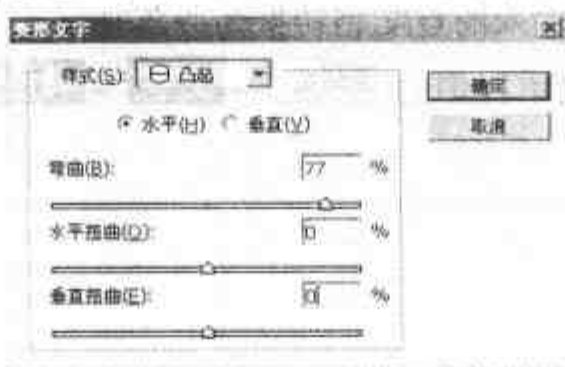 变形文字
样式(S): 凸起
确定
水平(H) 垂直(V)
取消
弯曲(B): 77 %
水平扭曲(O): 0 %
垂直扭曲(E): 0 %